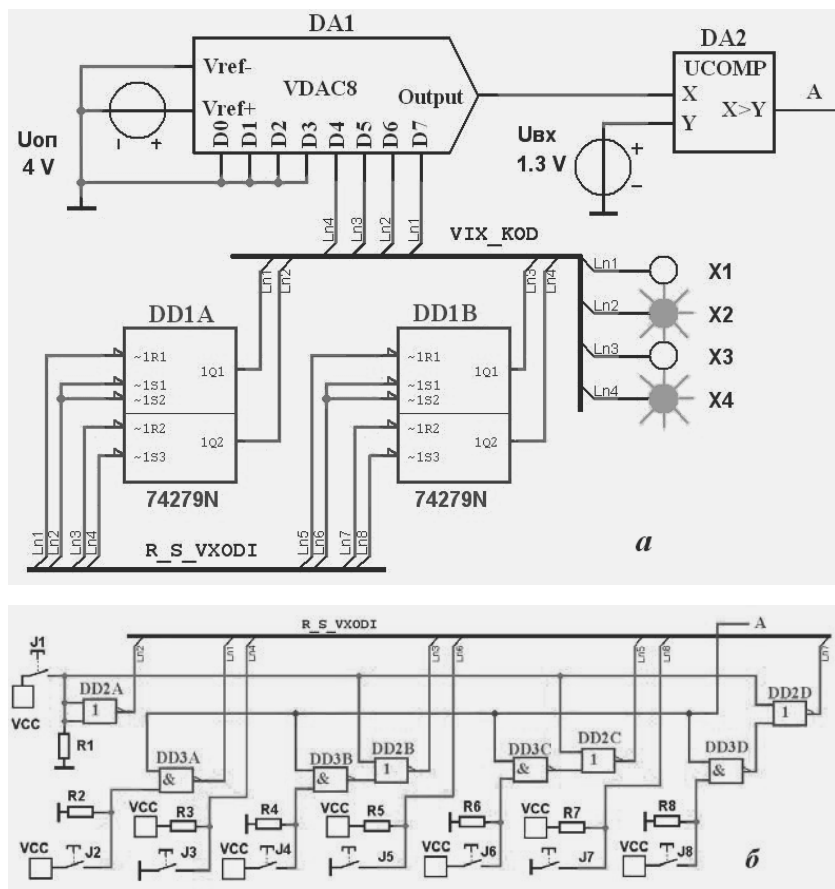 DA1
DA2
Vref-
VDAC8
UCOMP
A
Vref+
Output
X
X>Y
Y
D0 D1 D2 D3 D4 D5 D6 D7
Uоп
4 V
Uвх
1.3 V
Ln4 Ln3 Ln2 Ln1
VIX_KOD
Ln1 X1
Ln2 X2
Ln3 X3
Ln4 X4
Ln1 Ln2
Ln3 Ln4
DD1A
DD1B
~1R1
~1S1
~1S2
~1R2
~1S3
1Q1
1Q2
~1R1
~1S1
~1S2
~1R2
~1S3
1Q1
1Q2
74279N
74279N
Ln1 Ln2 Ln3 Ln4
R_S_VXODI
Ln5 Ln6 Ln7 Ln8
а
R_S_VXODI
A
J1
Ln2 Ln1 Ln4 Ln3 Ln6 Ln5 Ln8 Ln7
VCC
DD2A
1
DD2D
1
R1
DD3A
&
DD3B
&
DD2B
1
DD3C
&
DD2C
1
DD3D
&
R2
VCC
R3
R4
VCC
R5
R6
VCC
R7
R8
VCC
J2
J3
VCC
J4
J5
VCC
J6
J7
VCC
J8
б